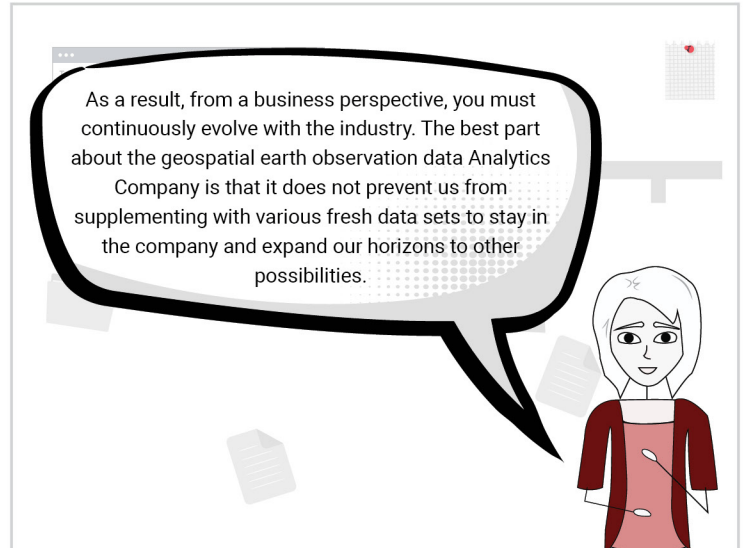 As a result, from a business perspective, you must
continuously evolve with the industry. The best part
about the geospatial earth observation data Analytics
Company is that it does not prevent us from
supplementing with various fresh data sets to stay in
the company and expand our horizons to other
possibilities.